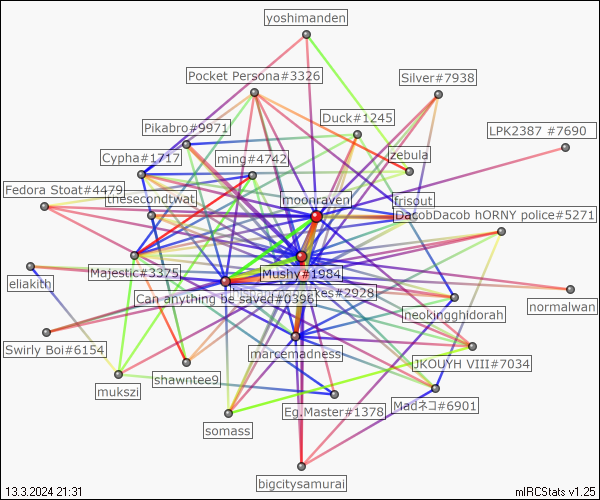 yoshimanden
Pocket Persona#3326
Silver#7938
Duck#1245
Pikabro#9971
LPK2387 #7690
Cypha#1717
ming#4742
zebula
Fedora Stoat#4479
thesecondtwat
moonraven
frisout
DacobDacob hORNY police#5271
Majestic#3375
Mushy#1984
eliakith
Can anything be saved#0396
kes#2928
normalwan
neokingghidorah
Swirly Boi#6154
marcemadness
JKOUYH VIII#7034
shawntee9
mukszi
Eg.Master#1378
Madネコ#6901
somass
bigcitysamurai
13.3.2024 21:31
mIRCStats v1.25